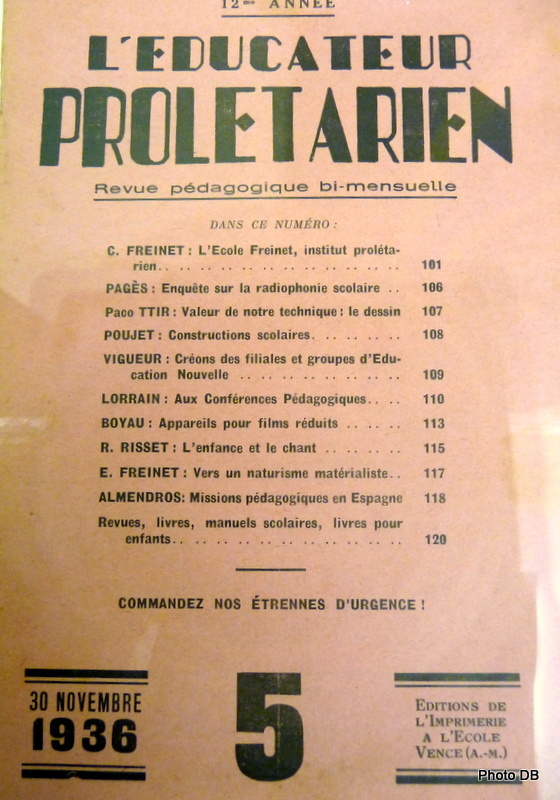 12me ANNÉE
L'EDUCATEUR
PROLETARIEN
Revue pédagogique bi-mensuelle
DANS CE NUMÉRO :
C. FREINET : L'Ecole Freinet, institut proléta-
rien.. .. .. .. .. .. .. .. .. .. .. .. 101
PAGÈS : Enquête sur la radiophonie scolaire .. 106
Paco TTIR : Valeur de notre technique : le dessin 107
POUJET : Constructions scolaires. .. .. .. .. 108
VIGUEUR : Créons des filiales et groupes d'Edu-
cation Nouvelle .. .. .. .. .. .. .. .. 109
LORRAIN : Aux Conférences Pédagogiques.. .. 110
BOYAU : Appareils pour films réduits .. .. .. 113
R. RISSET : L'enfance et le chant .. .. .. .. 115
E. FREINET : Vers un naturisme matérialiste.. 117
ALMENDROS: Missions pédagogiques en Espagne 118
Revues, livres, manuels scolaires, livres pour
enfants.. .. .. .. .. .. .. .. .. .. .. 120
COMMANDEZ NOS ÉTRENNES D'URGENCE !
30 NOVEMBRE
1936
5
EDITIONS DE
L'IMPRIMERIE
A L'ECOLE
VENCE (A.-M.)
Photo DB